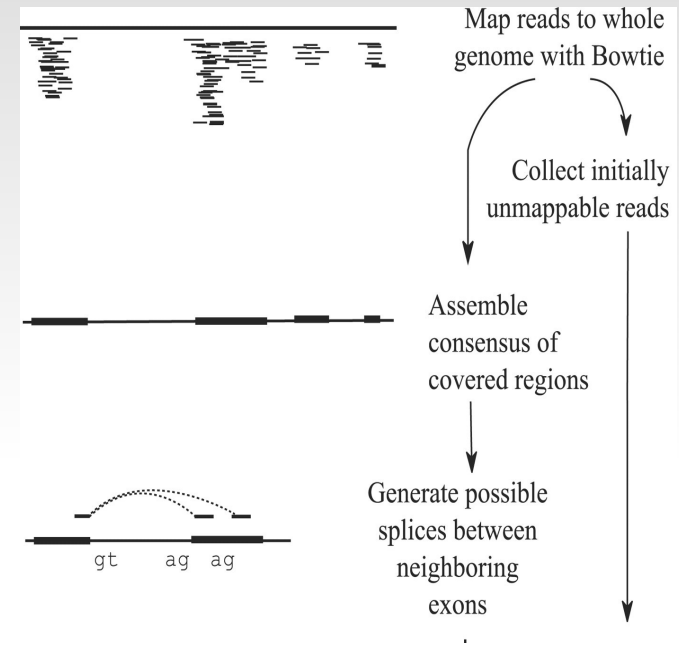 Map reads to whole
genome with Bowtie
Collect initially
unmappable reads
Assemble
consensus of
covered regions
Generate possible
splices between
neighboring
exons
gt ag ag